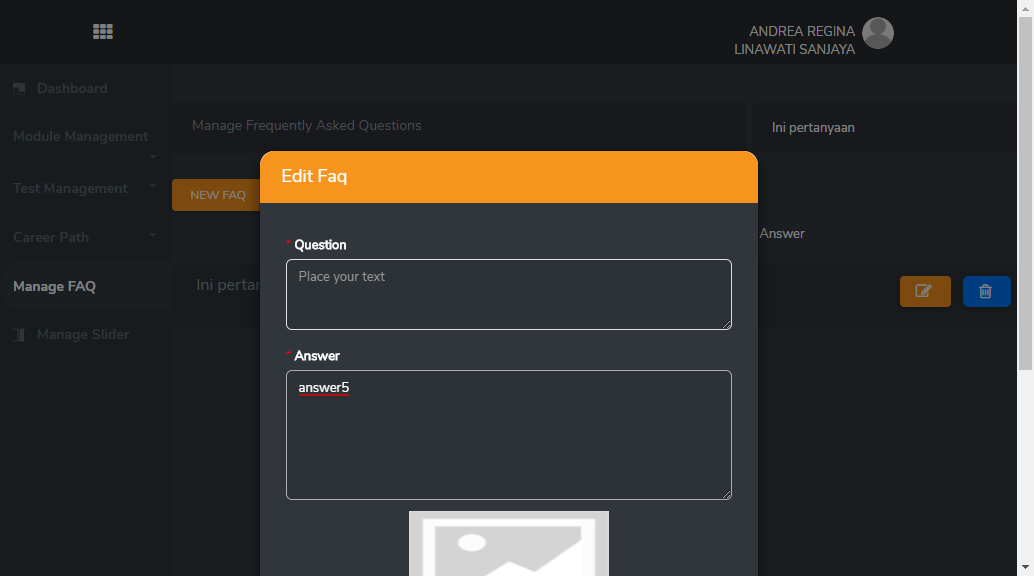 ANDREA REGINA
LINAWATI SANJAYA
Dashboard
Module Management
Test Management
Career Path
Manage FAQ
Manage Slider
Manage Frequently Asked Questions
Ini pertanyaan
NEW FAQ
Answer
Ini pertan
Edit Faq
* Question
Place your text
* Answer
answer5